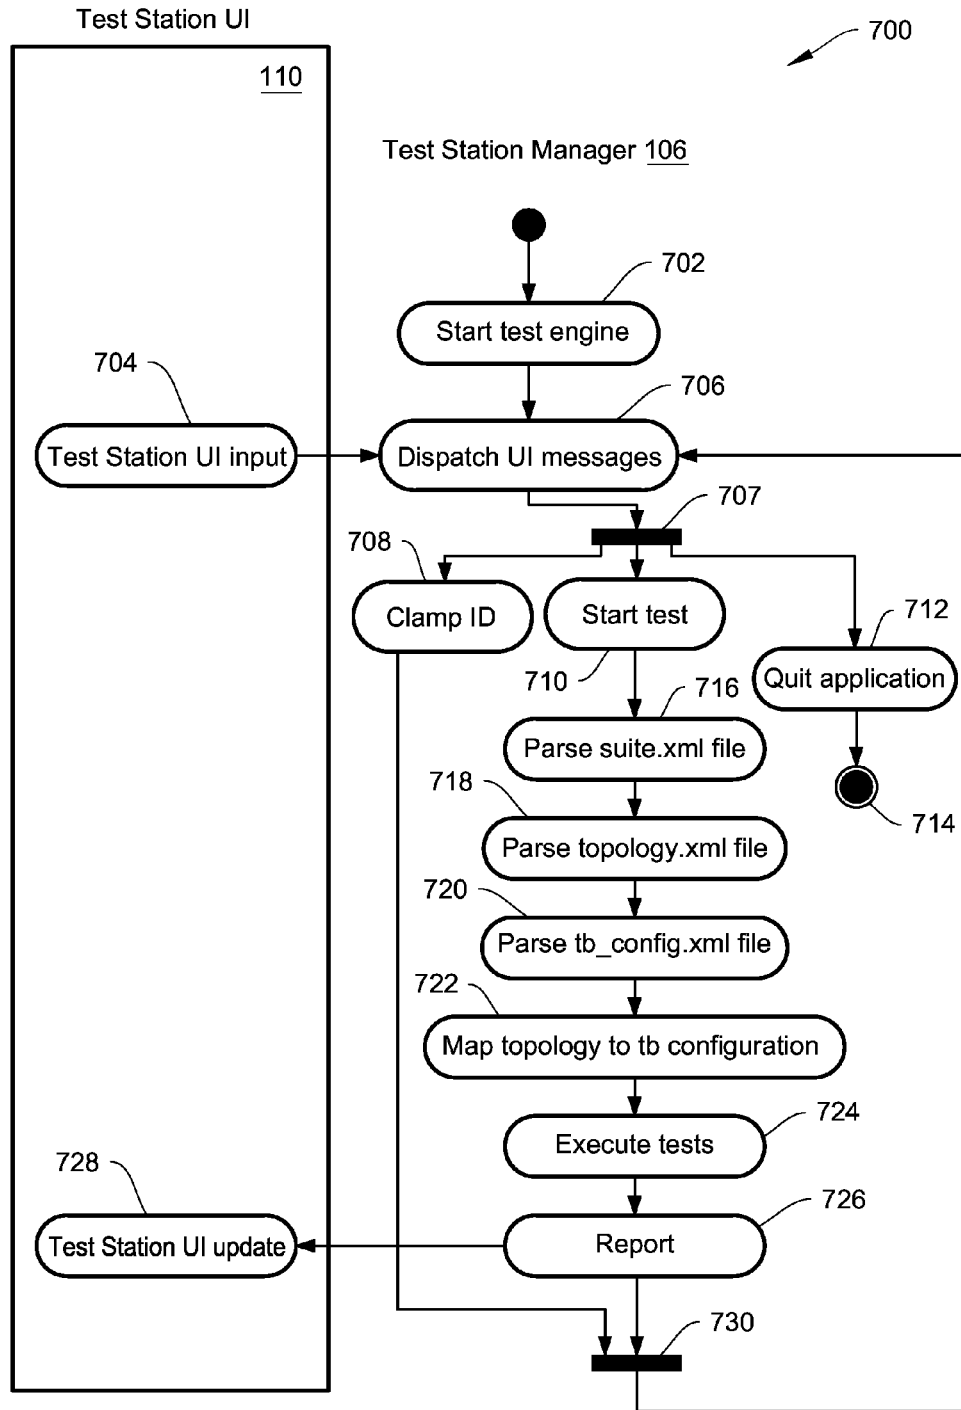 Test Station UI
700
110
Test Station Manager 106
702
Start test engine
704
706
Test Station UI input
Dispatch UI messages
707
708
Clamp ID
Start test
712
710
Quit application
716
Parse suite.xml file
718
714
Parse topology.xml file
720
Parse tb_config.xml file
722
Map topology to tb configuration
724
Execute tests
728
726
Test Station UI update
Report
730